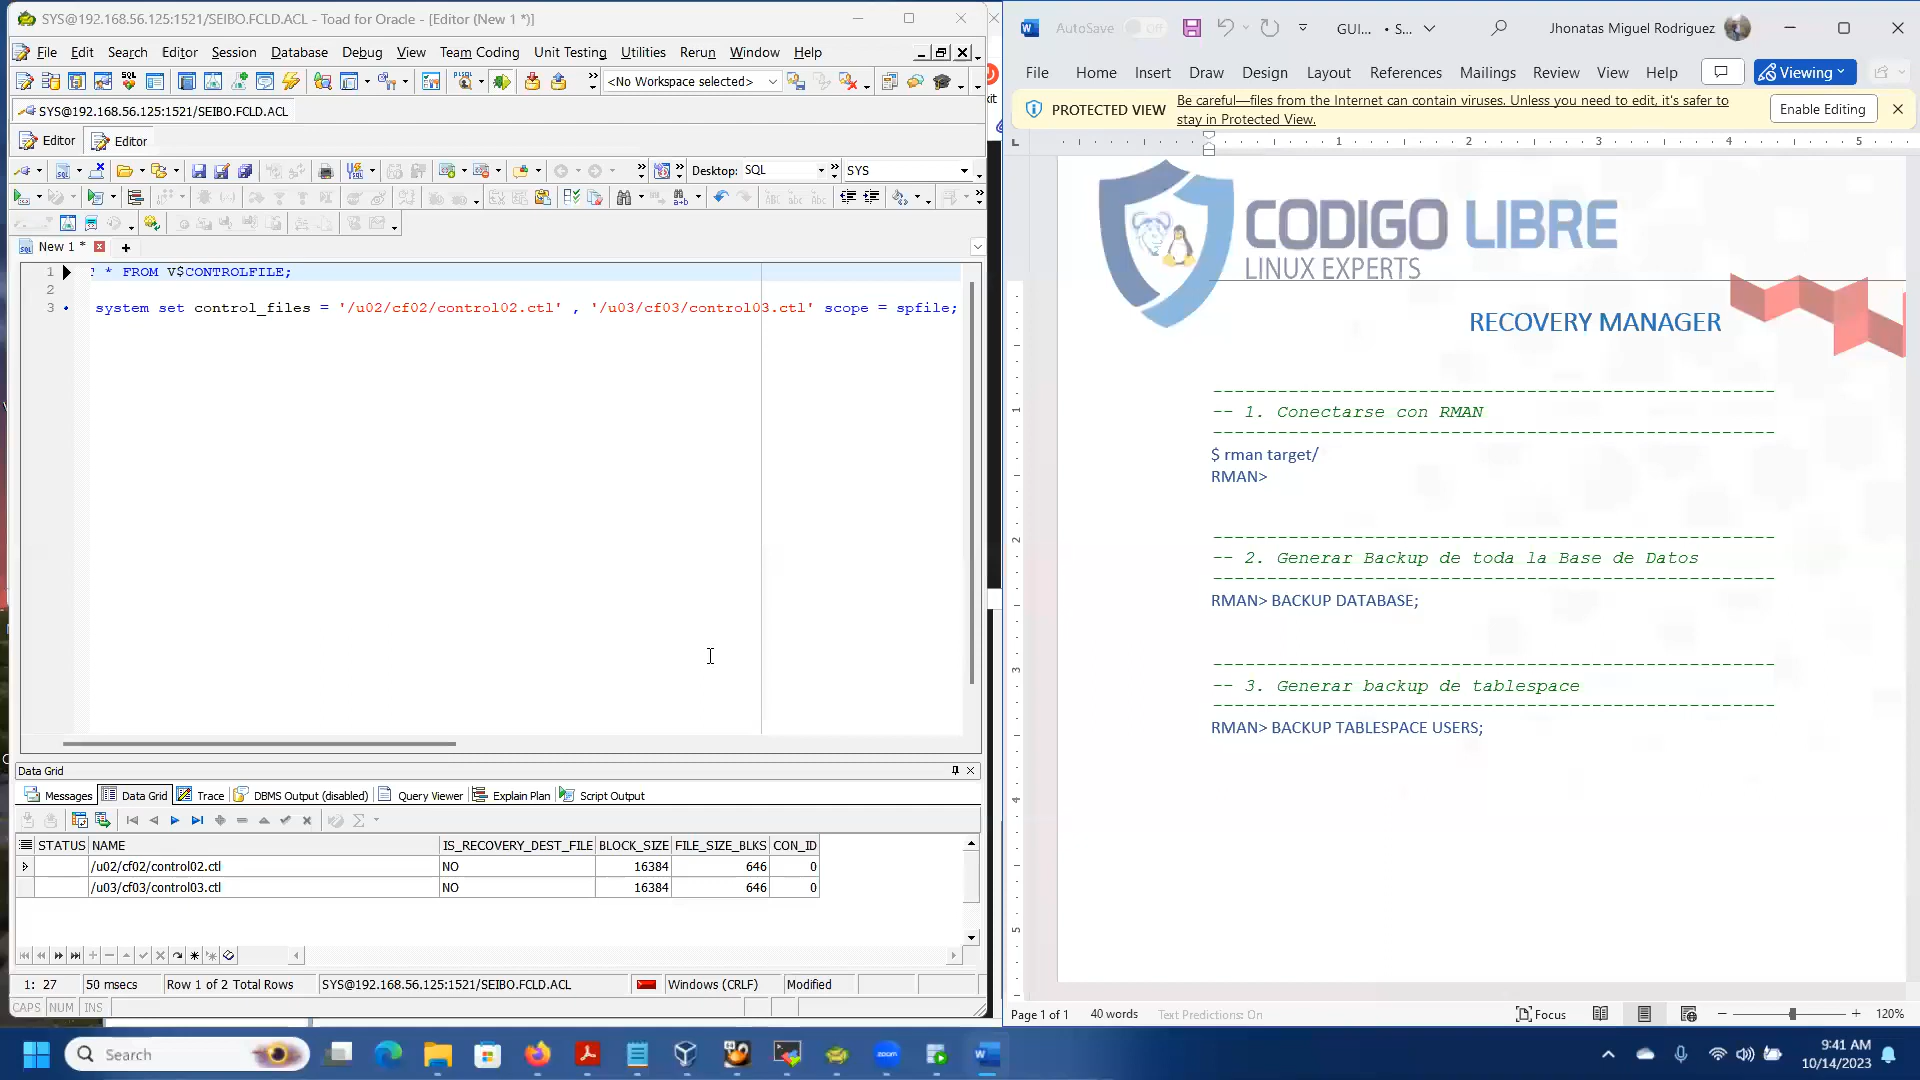 SYS@192.168.56.125:1521/SEIBO.FCLD.ACL - Toad for Oracle - [Editor (New 1 *)]
File Edit Search Editor Session Database Debug View Team Coding Unit Testing Utilities Rerun Window Help
<No Workspace selected>
SYS@192.168.56.125:1521/SEIBO.FCLD.ACL
Editor Editor
Desktop: SQL SYS
New 1 *
1 * FROM V$CONTROLFILE;
2
3 system set control_files = '/u02/cf02/control02.ctl' , '/u03/cf03/control03.ctl' scope = spfile;
Data Grid
Messages Data Grid Trace DBMS Output (disabled) Query Viewer Explain Plan Script Output
STATUS NAME IS_RECOVERY_DEST_FILE BLOCK_SIZE FILE_SIZE_BLKS CON_ID
/u02/cf02/control02.ctl NO 16384 646 0
/u03/cf03/control03.ctl NO 16384 646 0
1: 27 50 msecs Row 1 of 2 Total Rows SYS@192.168.56.125:1521/SEIBO.FCLD.ACL Windows (CRLF) Modified
CAPS NUM INS
AutoSave Off GUI... • S... Jhonatas Miguel Rodriguez
File Home Insert Draw Design Layout References Mailings Review View Help Viewing
PROTECTED VIEW Be careful—files from the Internet can contain viruses. Unless you need to edit, it's safer to
stay in Protected View. Enable Editing
1 2 3 4 5
CODIGO LIBRE
LINUX EXPERTS
RECOVERY MANAGER
-- 1. Conectarse con RMAN
$ rman target/
RMAN>
-- 2. Generar Backup de toda la Base de Datos
RMAN> BACKUP DATABASE;
-- 3. Generar backup de tablespace
RMAN> BACKUP TABLESPACE USERS;
Page 1 of 1 40 words Text Predictions: On Focus 120%
Search
zoom
9:41 AM
10/14/2023